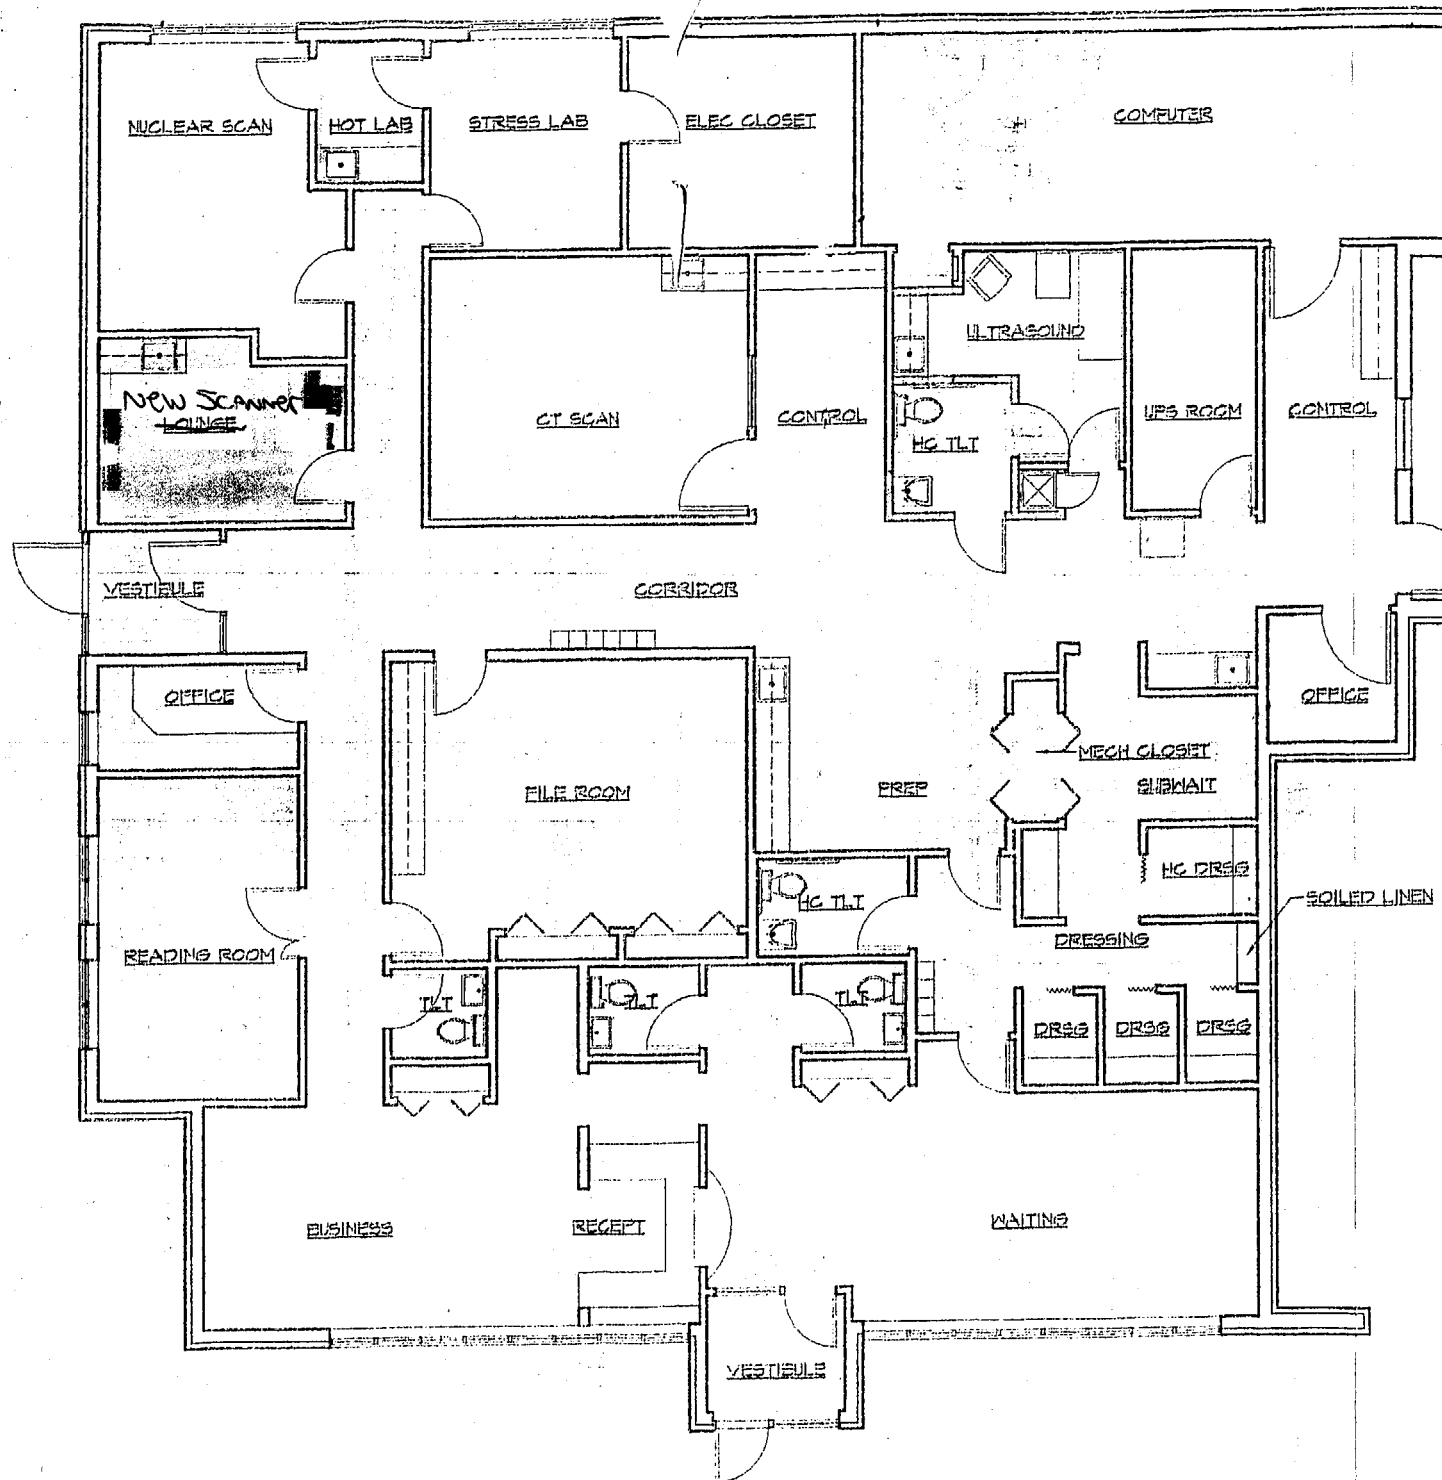 NUCLEAR SCAN
HOT LAB
STRESS LAB
ELEC CLOSET
COMPUTER
NEW SCANNER
LOUNGE
CT SCAN
CONTROL
ULTRASOUND
HC TLT
UPS ROOM
CONTROL
VESTIBULE
CORRIDOR
OFFICE
OFFICE
MECH CLOSET
FILE ROOM
PREP
SUBWAIT
HC DRSG
HC TLT
SOILED LINEN
READING ROOM
DRESSING
TLT
TLT
TLT
DRSG
DRSG
DRSG
BUSINESS
RECEPT
WAITING
VESTIBULE